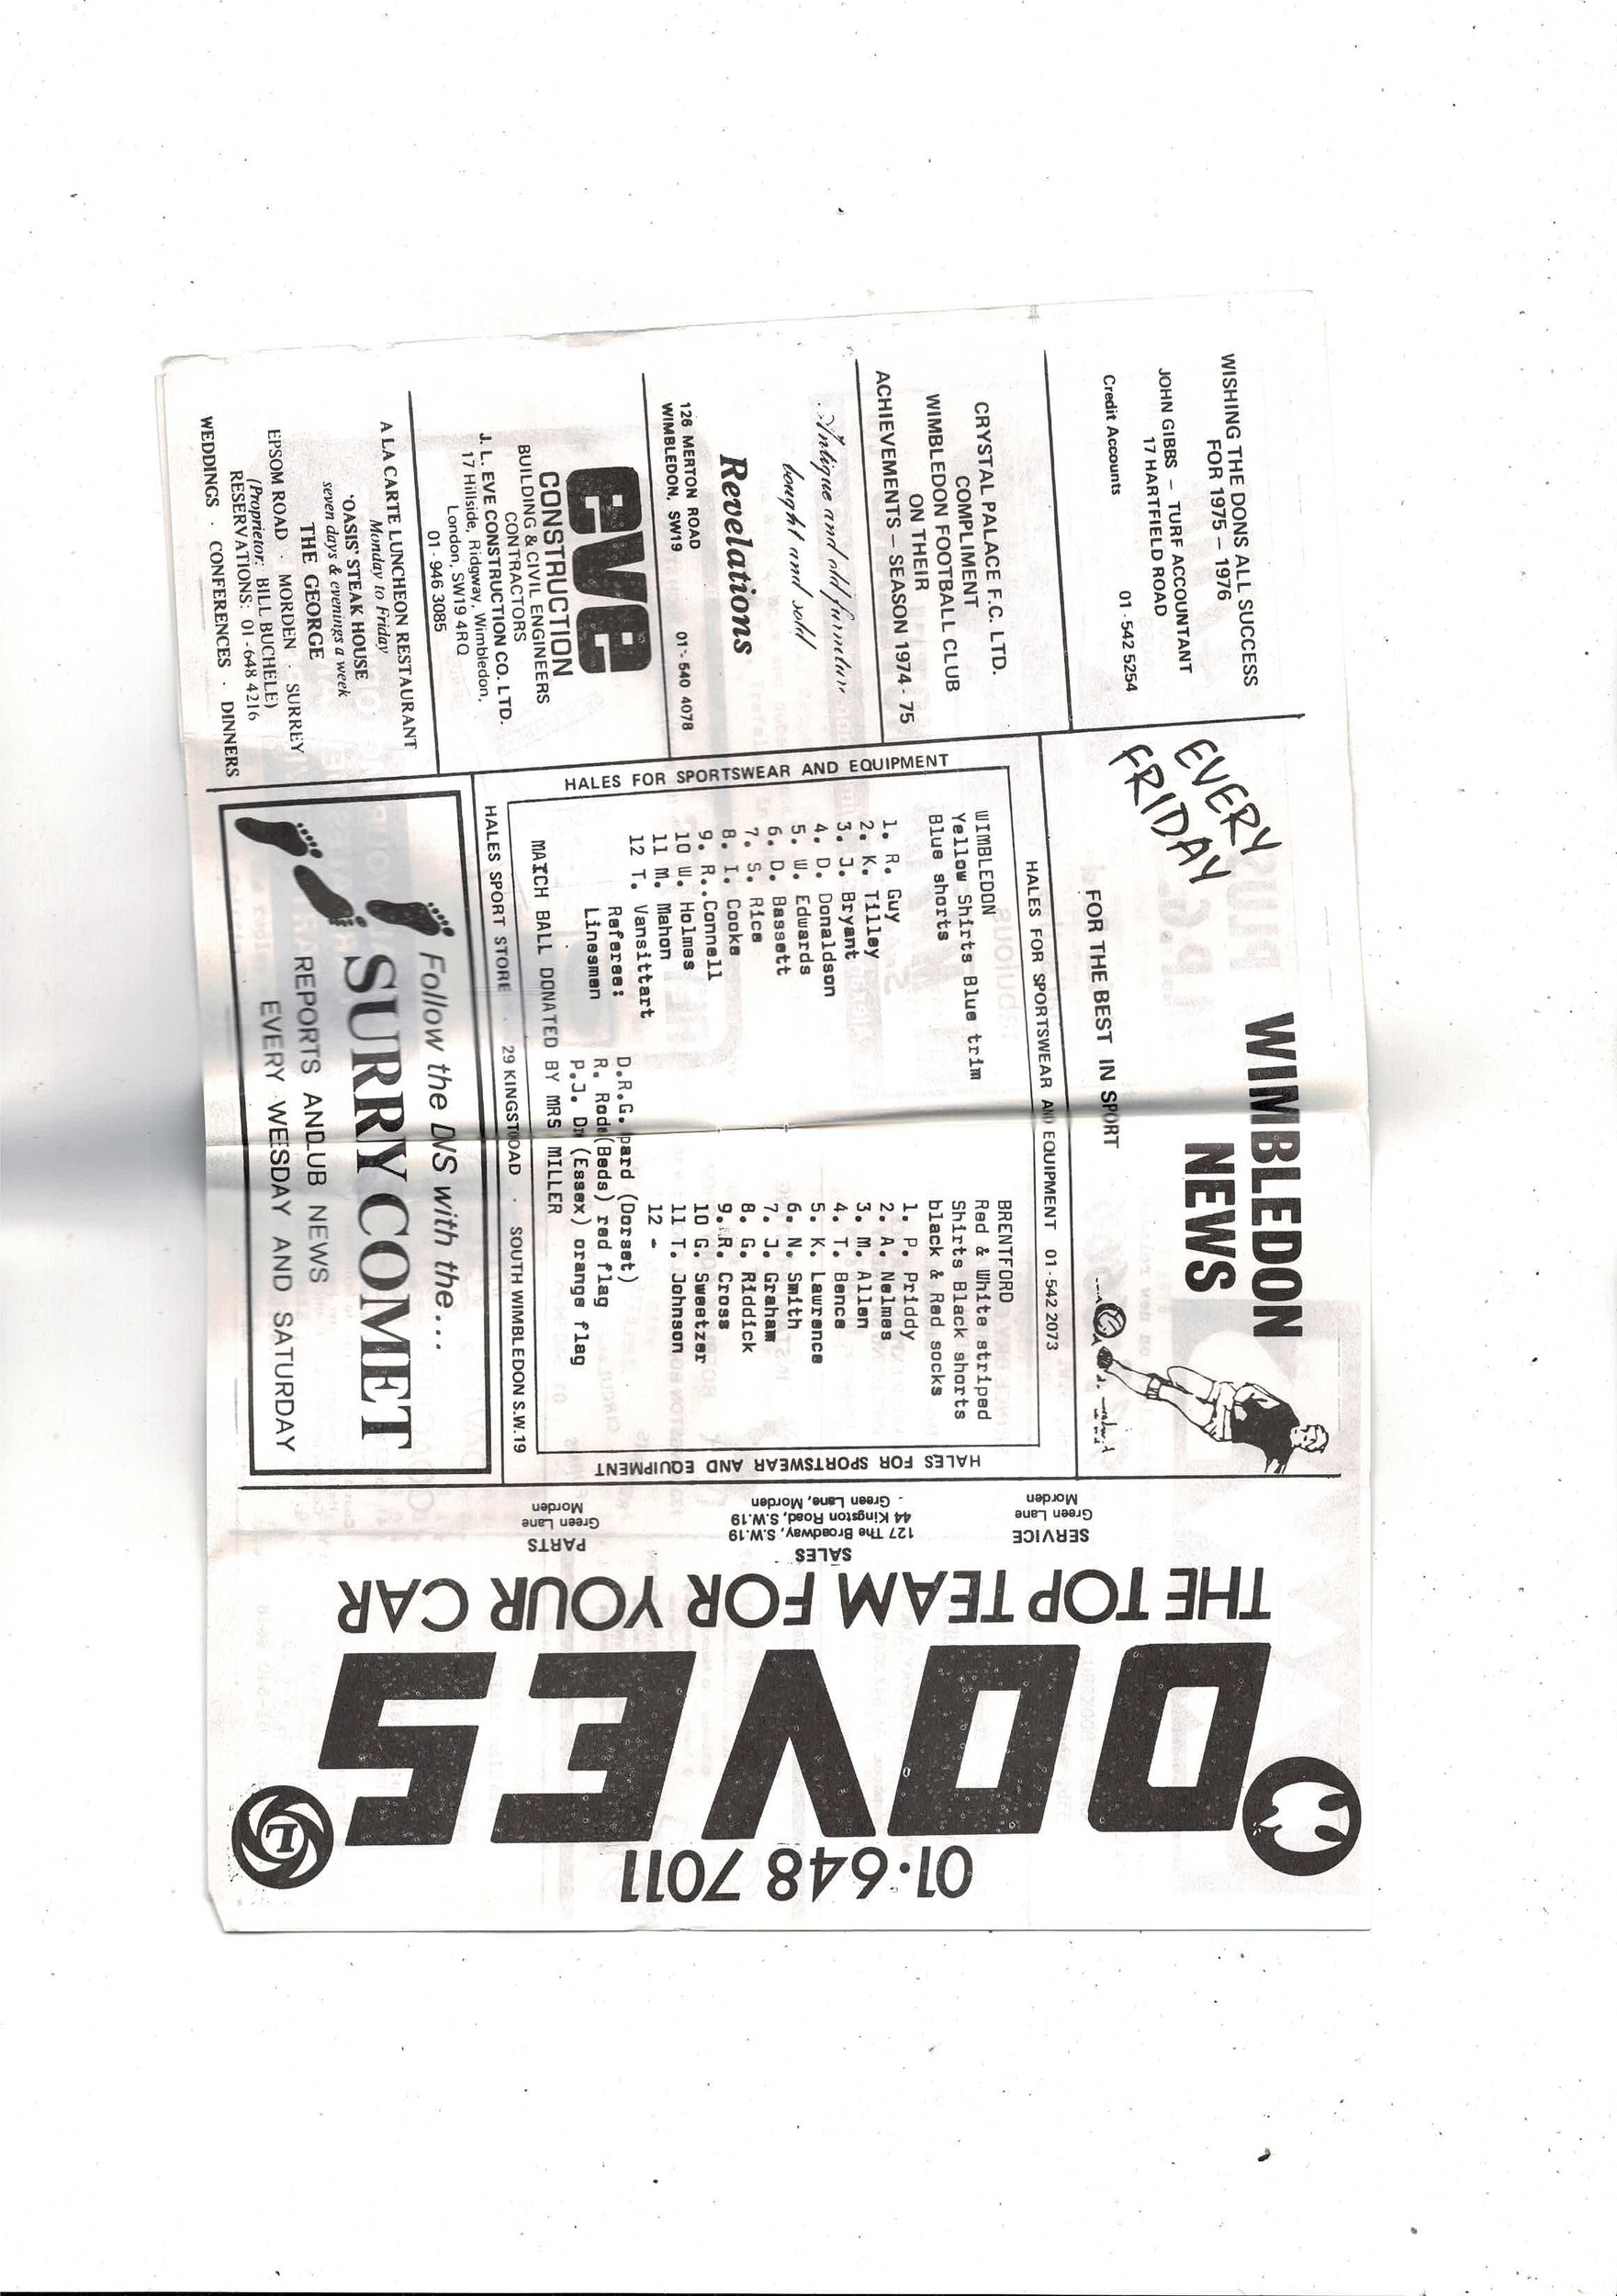 WISHING THE DONS ALL SUCCESS
FOR 1975 – 1976
JOHN GIBBS – TURF ACCOUNTANT
17 HARTFIELD ROAD
Credit Accounts 01 - 542 5254
CRYSTAL PALACE F.C. LTD.
COMPLIMENT
WIMBLEDON FOOTBALL CLUB
ON THEIR
ACHIEVEMENTS – SEASON 1974 - 75
Antique and old furniture
bought and sold
Revelations
126 MERTON ROAD
WIMBLEDON, SW19 01 - 540 4078
eve
CONSTRUCTION
BUILDING & CIVIL ENGINEERS
CONTRACTORS
J. L. EVE CONSTRUCTION CO. LTD.
17 Hillside, Ridgway, Wimbledon,
London, SW19 4RQ
01 - 946 3085
A LA CARTE LUNCHEON RESTAURANT
Monday to Friday
'OASIS' STEAK HOUSE
seven days & evenings a week
THE GEORGE
EPSOM ROAD · MORDEN · SURREY
(Proprietor: BILL BUCHELE)
RESERVATIONS: 01 - 648 4216
WEDDINGS · CONFERENCES · DINNERS
WIMBLEDON
NEWS
EVERY
FRIDAY
FOR THE BEST IN SPORT
HALES FOR SPORTSWEAR AND EQUIPMENT 01 - 542 2073
HALES FOR SPORTSWEAR AND EQUIPMENT
WIMBLEDON
Yellow Shirts Blue trim
Blue shorts
1. R. Guy
2. K. Tilley
3. J. Bryant
4. D. Donaldson
5. W. Edwards
6. D. Bassett
7. S. Rice
8. I. Cooke
9. R..Connell
10 W. Holmes
11 M. Mahon
12 T. Vansittart
BRENTFORD
Red & White striped
Shirts Black shorts
black & Red socks
1. P. Priddy
2. A. Nelmes
3. M. Allen
4. T. Bence
5. K. Lawrence
6. N. Smith
7. J. Graham
8. G. Riddick
9. R. Cross
10 G. Sweetzer
11 T. Johnson
12 -
Referee: D.R.G. pard (Dorset)
Linesmen R. Rode(Beds) red flag
P.J. Dr (Essex) orange flag
MATCH BALL DONATED BY MRS MILLER
HALES FOR SPORTSWEAR AND EQUIPMENT
HALES SPORT STORE · 29 KINGSTOOAD · SOUTH WIMBLEDON S.W.19
Follow the DVS with the...
SURRY COMET
REPORTS ANDLUB NEWS
EVERY WESDAY AND SATURDAY
01·648 7011
DOVES
L
THE TOP TEAM FOR YOUR CAR
SERVICE
Green Lane
Morden
SALES
127 The Broadway, S.W.19
44 Kingston Road, S.W.19
Green Lane, Morden
PARTS
Green Lane
Morden